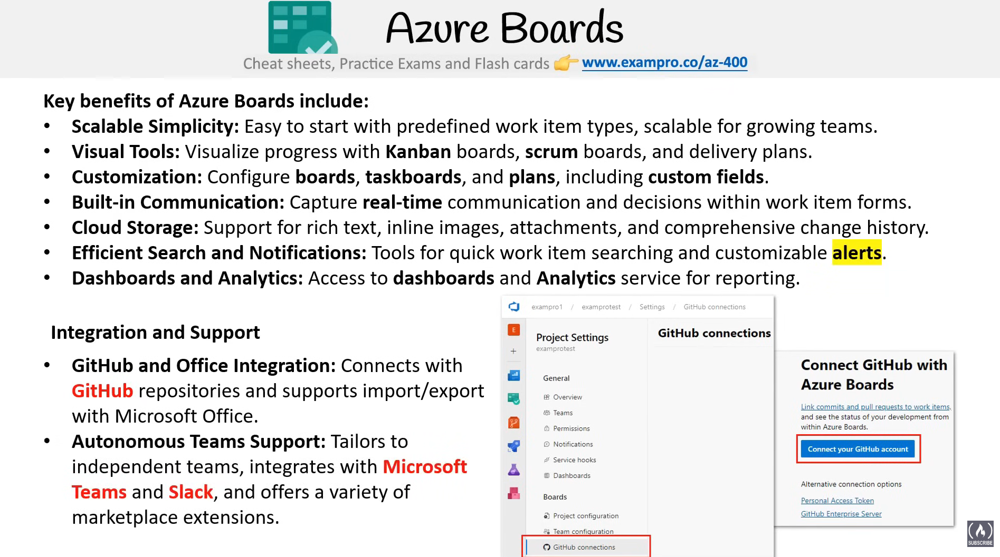 Azure Boards
Cheat sheets, Practice Exams and Flash cards 👉 www.exampro.co/az-400
Key benefits of Azure Boards include:
• Scalable Simplicity: Easy to start with predefined work item types, scalable for growing teams.
• Visual Tools: Visualize progress with Kanban boards, scrum boards, and delivery plans.
• Customization: Configure boards, taskboards, and plans, including custom fields.
• Built-in Communication: Capture real-time communication and decisions within work item forms.
• Cloud Storage: Support for rich text, inline images, attachments, and comprehensive change history.
• Efficient Search and Notifications: Tools for quick work item searching and customizable alerts.
• Dashboards and Analytics: Access to dashboards and Analytics service for reporting.
Integration and Support
• GitHub and Office Integration: Connects with
GitHub repositories and supports import/export
with Microsoft Office.
• Autonomous Teams Support: Tailors to
independent teams, integrates with Microsoft
Teams and Slack, and offers a variety of
marketplace extensions.
exampro1 / examprotest / Settings / GitHub connections
E
Project Settings
examprotest
General
Overview
Teams
Permissions
Notifications
Service hooks
Dashboards
Boards
Project configuration
Team configuration
GitHub connections
GitHub connections
Connect GitHub with
Azure Boards
Link commits and pull requests to work items,
and see the status of your development from
within Azure Boards.
Connect your GitHub account
Alternative connection options
Personal Access Token
GitHub Enterprise Server
SUBSCRIBE